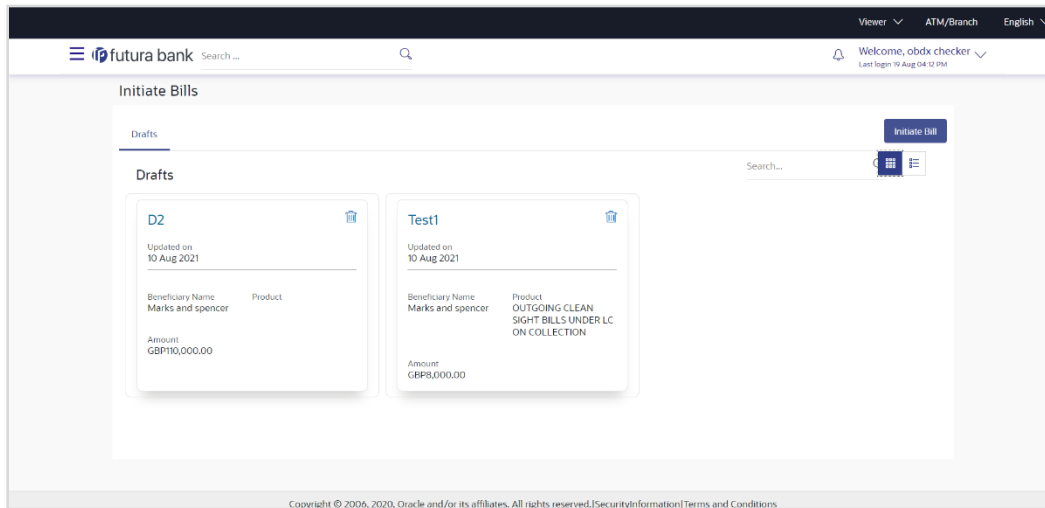 Viewer ATM/Branch English
futura bank Search ... Welcome, obdx checker
Last login 19 Aug 04:12 PM
Initiate Bills
Drafts Initiate Bill
Drafts Search...
D2 Test1
Updated on Updated on
10 Aug 2021 10 Aug 2021
Beneficiary Name Product Beneficiary Name Product
Marks and spencer Marks and spencer OUTGOING CLEAN
SIGHT BILLS UNDER LC
ON COLLECTION
Amount
GBP110,000.00
Amount
GBP8,000.00
Copyright © 2006, 2020, Oracle and/or its affiliates. All rights reserved.|SecurityInformation|Terms and Conditions